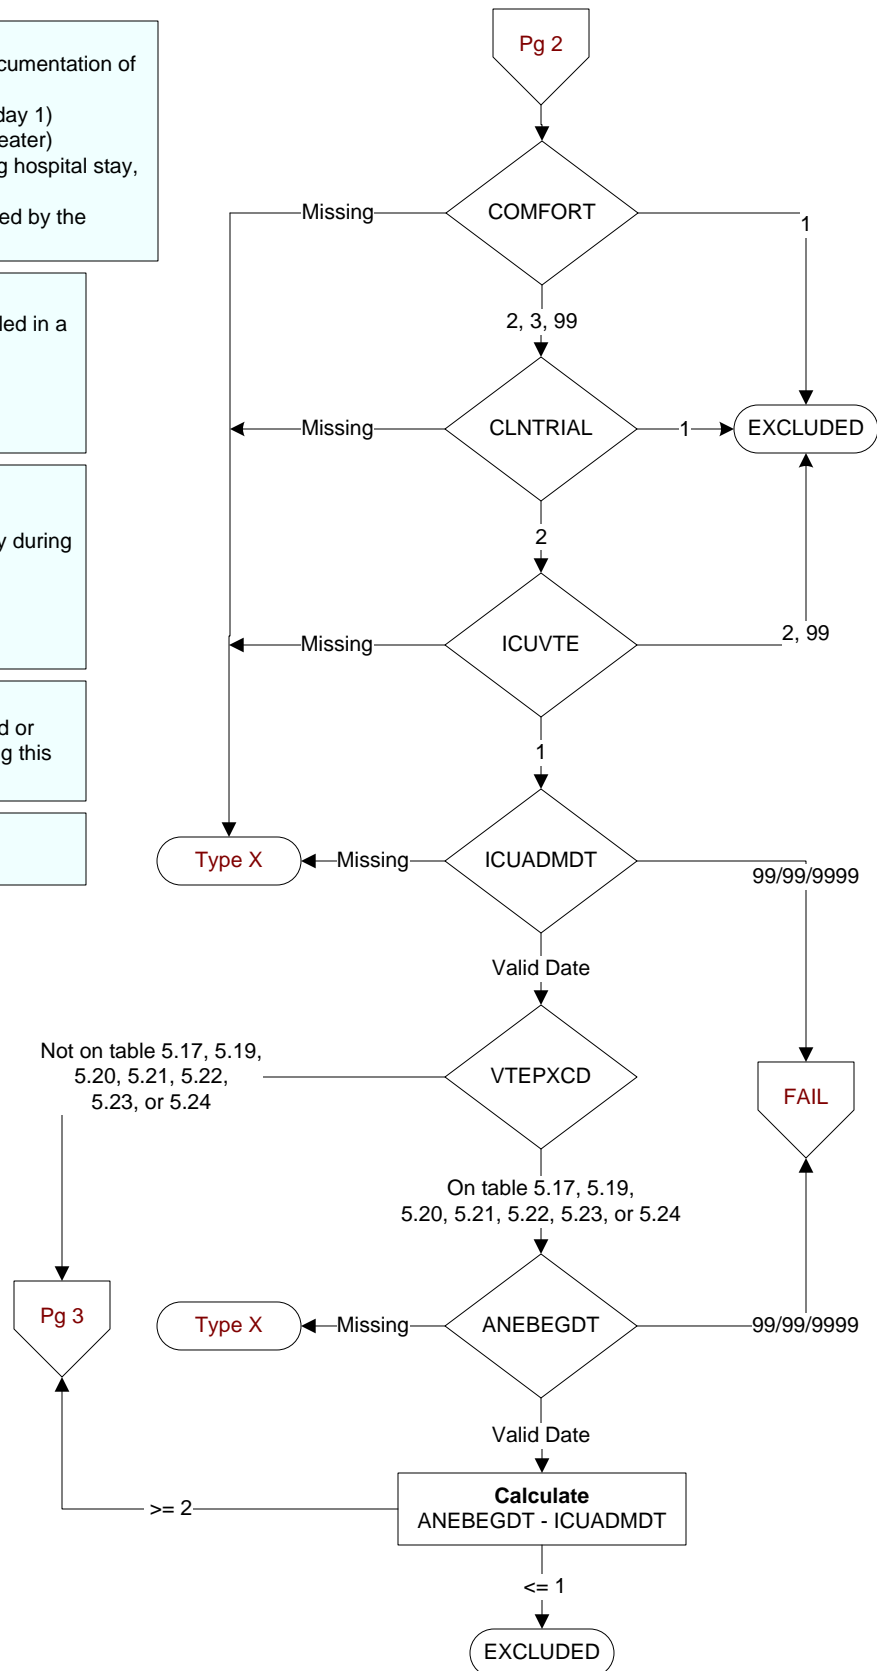 cumentation of
day 1)
eater)
g hospital stay,
ed by the
led in a
y during
d or
g this
Pg 2
COMFORT
Missing
1
2, 3, 99
CLNTRIAL
Missing
1
EXCLUDED
2
ICUVTE
Missing
2, 99
1
ICUADMDT
Missing
Type X
99/99/9999
Valid Date
VTEPXCD
Not on table 5.17, 5.19,
5.20, 5.21, 5.22,
5.23, or 5.24
FAIL
On table 5.17, 5.19,
5.20, 5.21, 5.22, 5.23, or 5.24
Pg 3
Type X
Missing
ANEBEGDT
99/99/9999
Valid Date
Calculate
ANEBEGDT - ICUADMDT
>= 2
<= 1
EXCLUDED